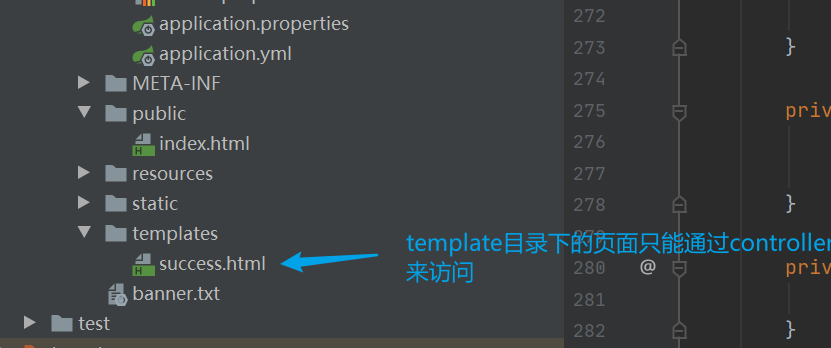 272
application.properties
273 }
application.yml
274
META-INF
275 priv
public
276
index.html
277
resources
278 }
static
279
templates
template目录下的页面只能通过controller
来访问
success.html
280 @ priv
banner.txt
281
test
282 }